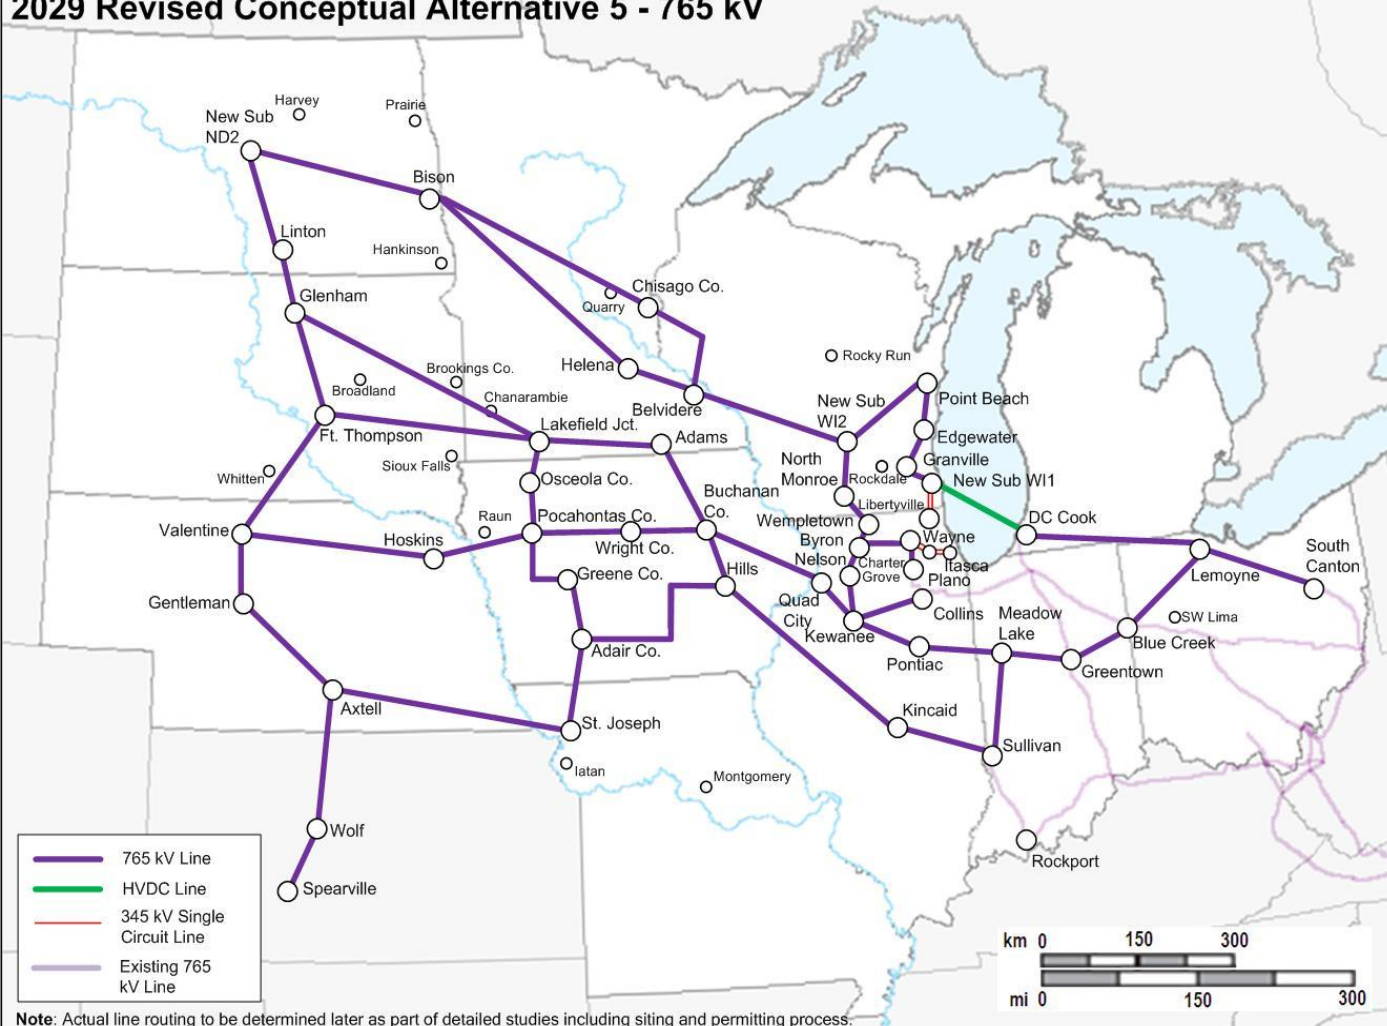 2029 Revised Conceptual Alternative 5 - 765 kV
Harvey
Prairie
New Sub
ND2
Bison
Linton
Hankinson
Glenham
Chisago Co.
Quarry
Rocky Run
Helena
Brookings Co.
Broadland
Chanarambie
Belvidere
New Sub
WI2
Point Beach
Ft. Thompson
Lakefield Jct.
Adams
Edgewater
Granville
Sioux Falls
North
Monroe
Rockdale
New Sub WI1
Whitten
Osceola Co.
Buchanan
Co.
Libertyville
Raun
Pocahontas Co.
Wempletown
DC Cook
Valentine
Hoskins
Wright Co.
Byron
Wayne
South
Canton
Nelson
Charter
Grove
Itasca
Plano
Greene Co.
Hills
Lemoyne
Gentleman
Quad
City
Collins
Meadow
Lake
SW Lima
Kewanee
Adair Co.
Pontiac
Blue Creek
Greentown
Axtell
St. Joseph
Kincaid
Sullivan
Iatan
Montgomery
Wolf
Rockport
Spearville
765 kV Line
HVDC Line
345 kV Single
Circuit Line
Existing 765
kV Line
km 0 150 300
mi 0 150 300
Note: Actual line routing to be determined later as part of detailed studies including siting and permitting process.